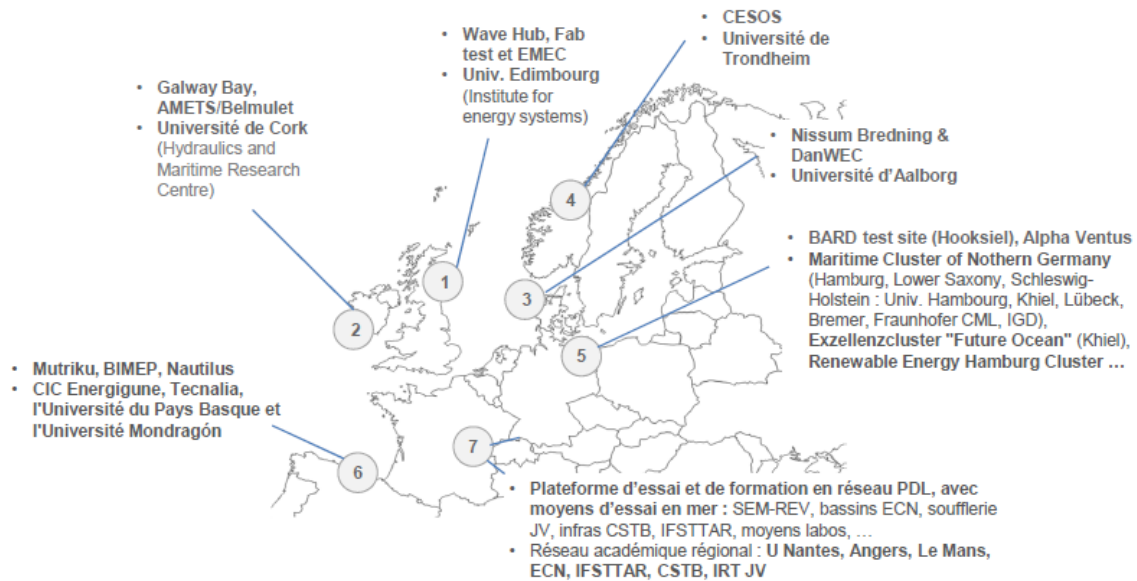 • CESOS
• Université de
Trondheim
• Wave Hub, Fab
test et EMEC
• Univ. Edimbourg
(Institute for
energy systems)
• Galway Bay,
AMETS/Belmulet
• Université de Cork
(Hydraulics and
Maritime Research
Centre)
• Nissum Bredning &
DanWEC
• Université d'Aalborg
4
• BARD test site (Hooksiel), Alpha Ventus
• Maritime Cluster of Nothern Germany
(Hamburg, Lower Saxony, Schleswig-
Holstein : Univ. Hambourg, Khiel, Lübeck,
Bremer, Fraunhofer CML, IGD),
Exzellenzcluster "Future Ocean" (Khiel),
Renewable Energy Hamburg Cluster ...
1
3
2
5
• Mutriku, BIMEP, Nautilus
• CIC Energigune, Tecnalia,
l'Université du Pays Basque et
l'Université Mondragón
7
6
• Plateforme d'essai et de formation en réseau PDL, avec
moyens d'essai en mer : SEM-REV, bassins ECN, soufflerie
JV, infras CSTB, IFSTTAR, moyens labos, ...
• Réseau académique régional : U Nantes, Angers, Le Mans,
ECN, IFSTTAR, CSTB, IRT JV